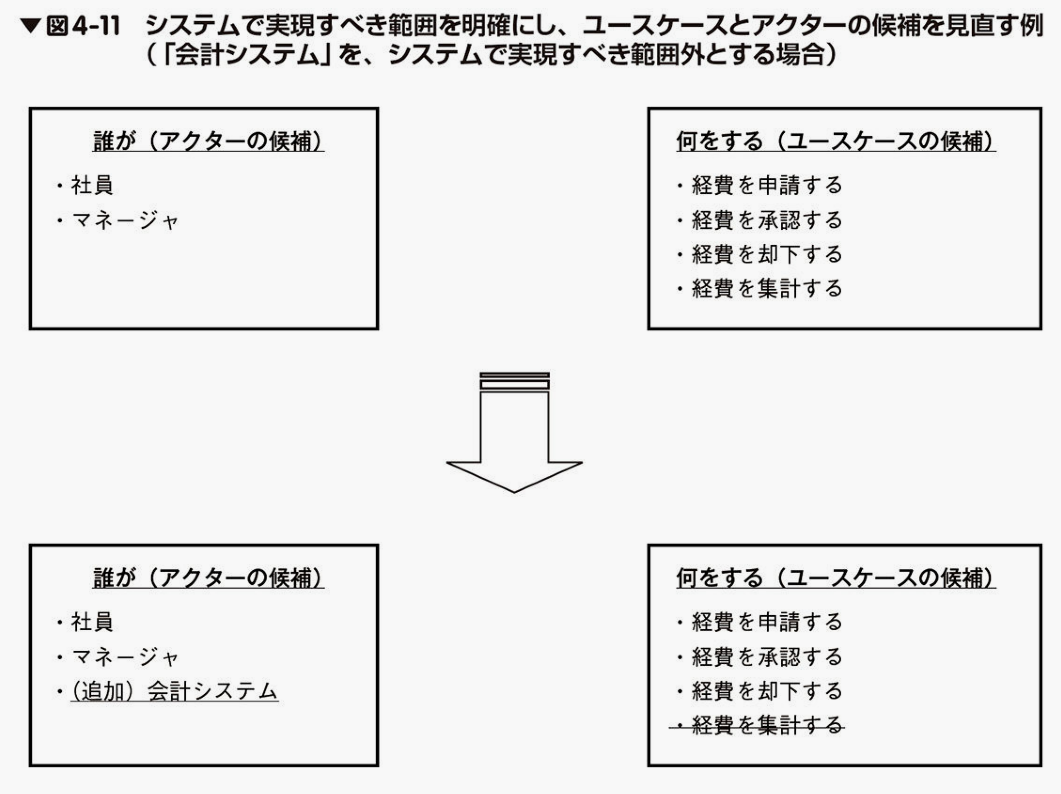 ▼図4-11 システムで実現すべき範囲を明確にし、ユースケースとアクターの候補を見直す例
（「会計システム」を、システムで実現すべき範囲外とする場合）
誰が（アクターの候補）
・社員
・マネージャ
何をする（ユースケースの候補）
・経費を申請する
・経費を承認する
・経費を却下する
・経費を集計する
誰が（アクターの候補）
・社員
・マネージャ
・（追加）会計システム
何をする（ユースケースの候補）
・経費を申請する
・経費を承認する
・経費を却下する
・経費を集計する